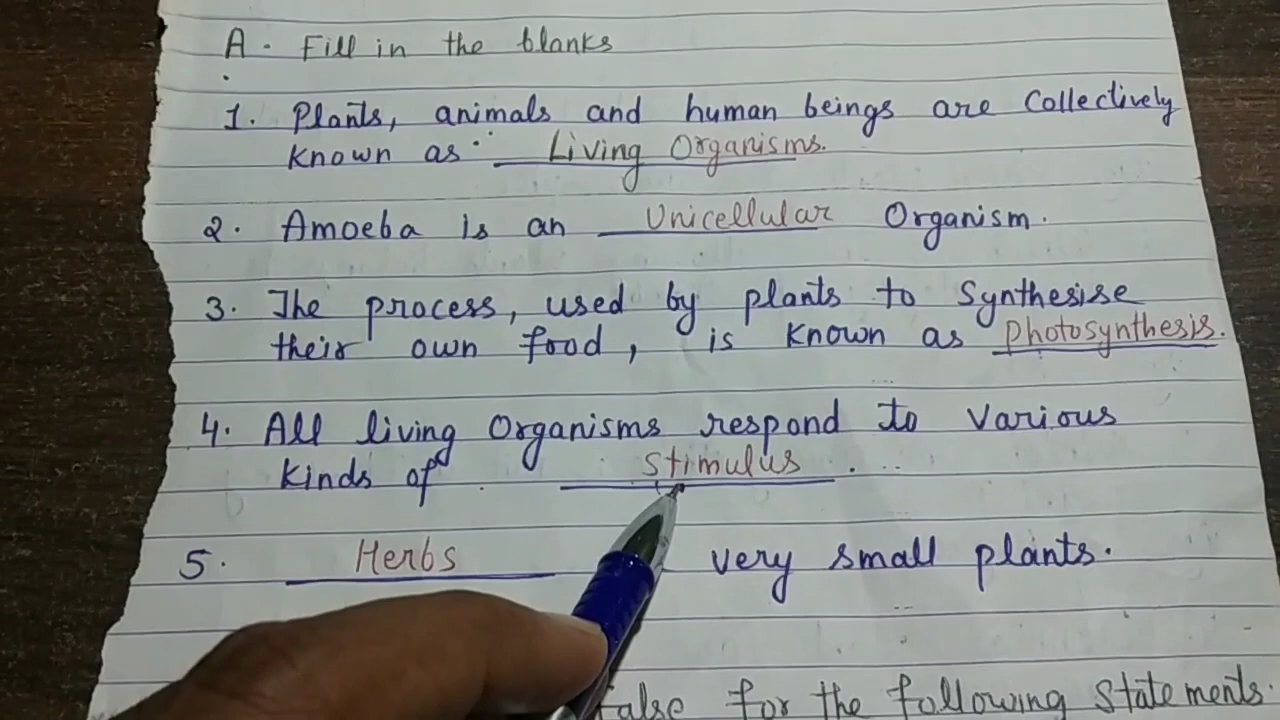 A. Fill in the blanks
1. Plants, animals and human beings are Collectively
known as Living Organisms.
2. Amoeba is an Unicellular Organism.
3. The process, used by plants to Synthesise
their own food, is known as Photosynthesis.
4. All living Organisms respond to various
kinds of Stimulus.
5. Herbs very small plants.
false for the following statements.